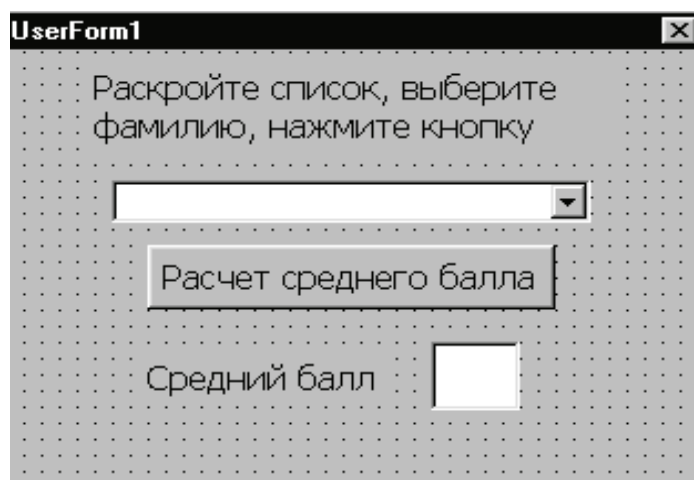 UserForm1
Раскройте список, выберите
фамилию, нажмите кнопку
Расчет среднего балла
Средний балл